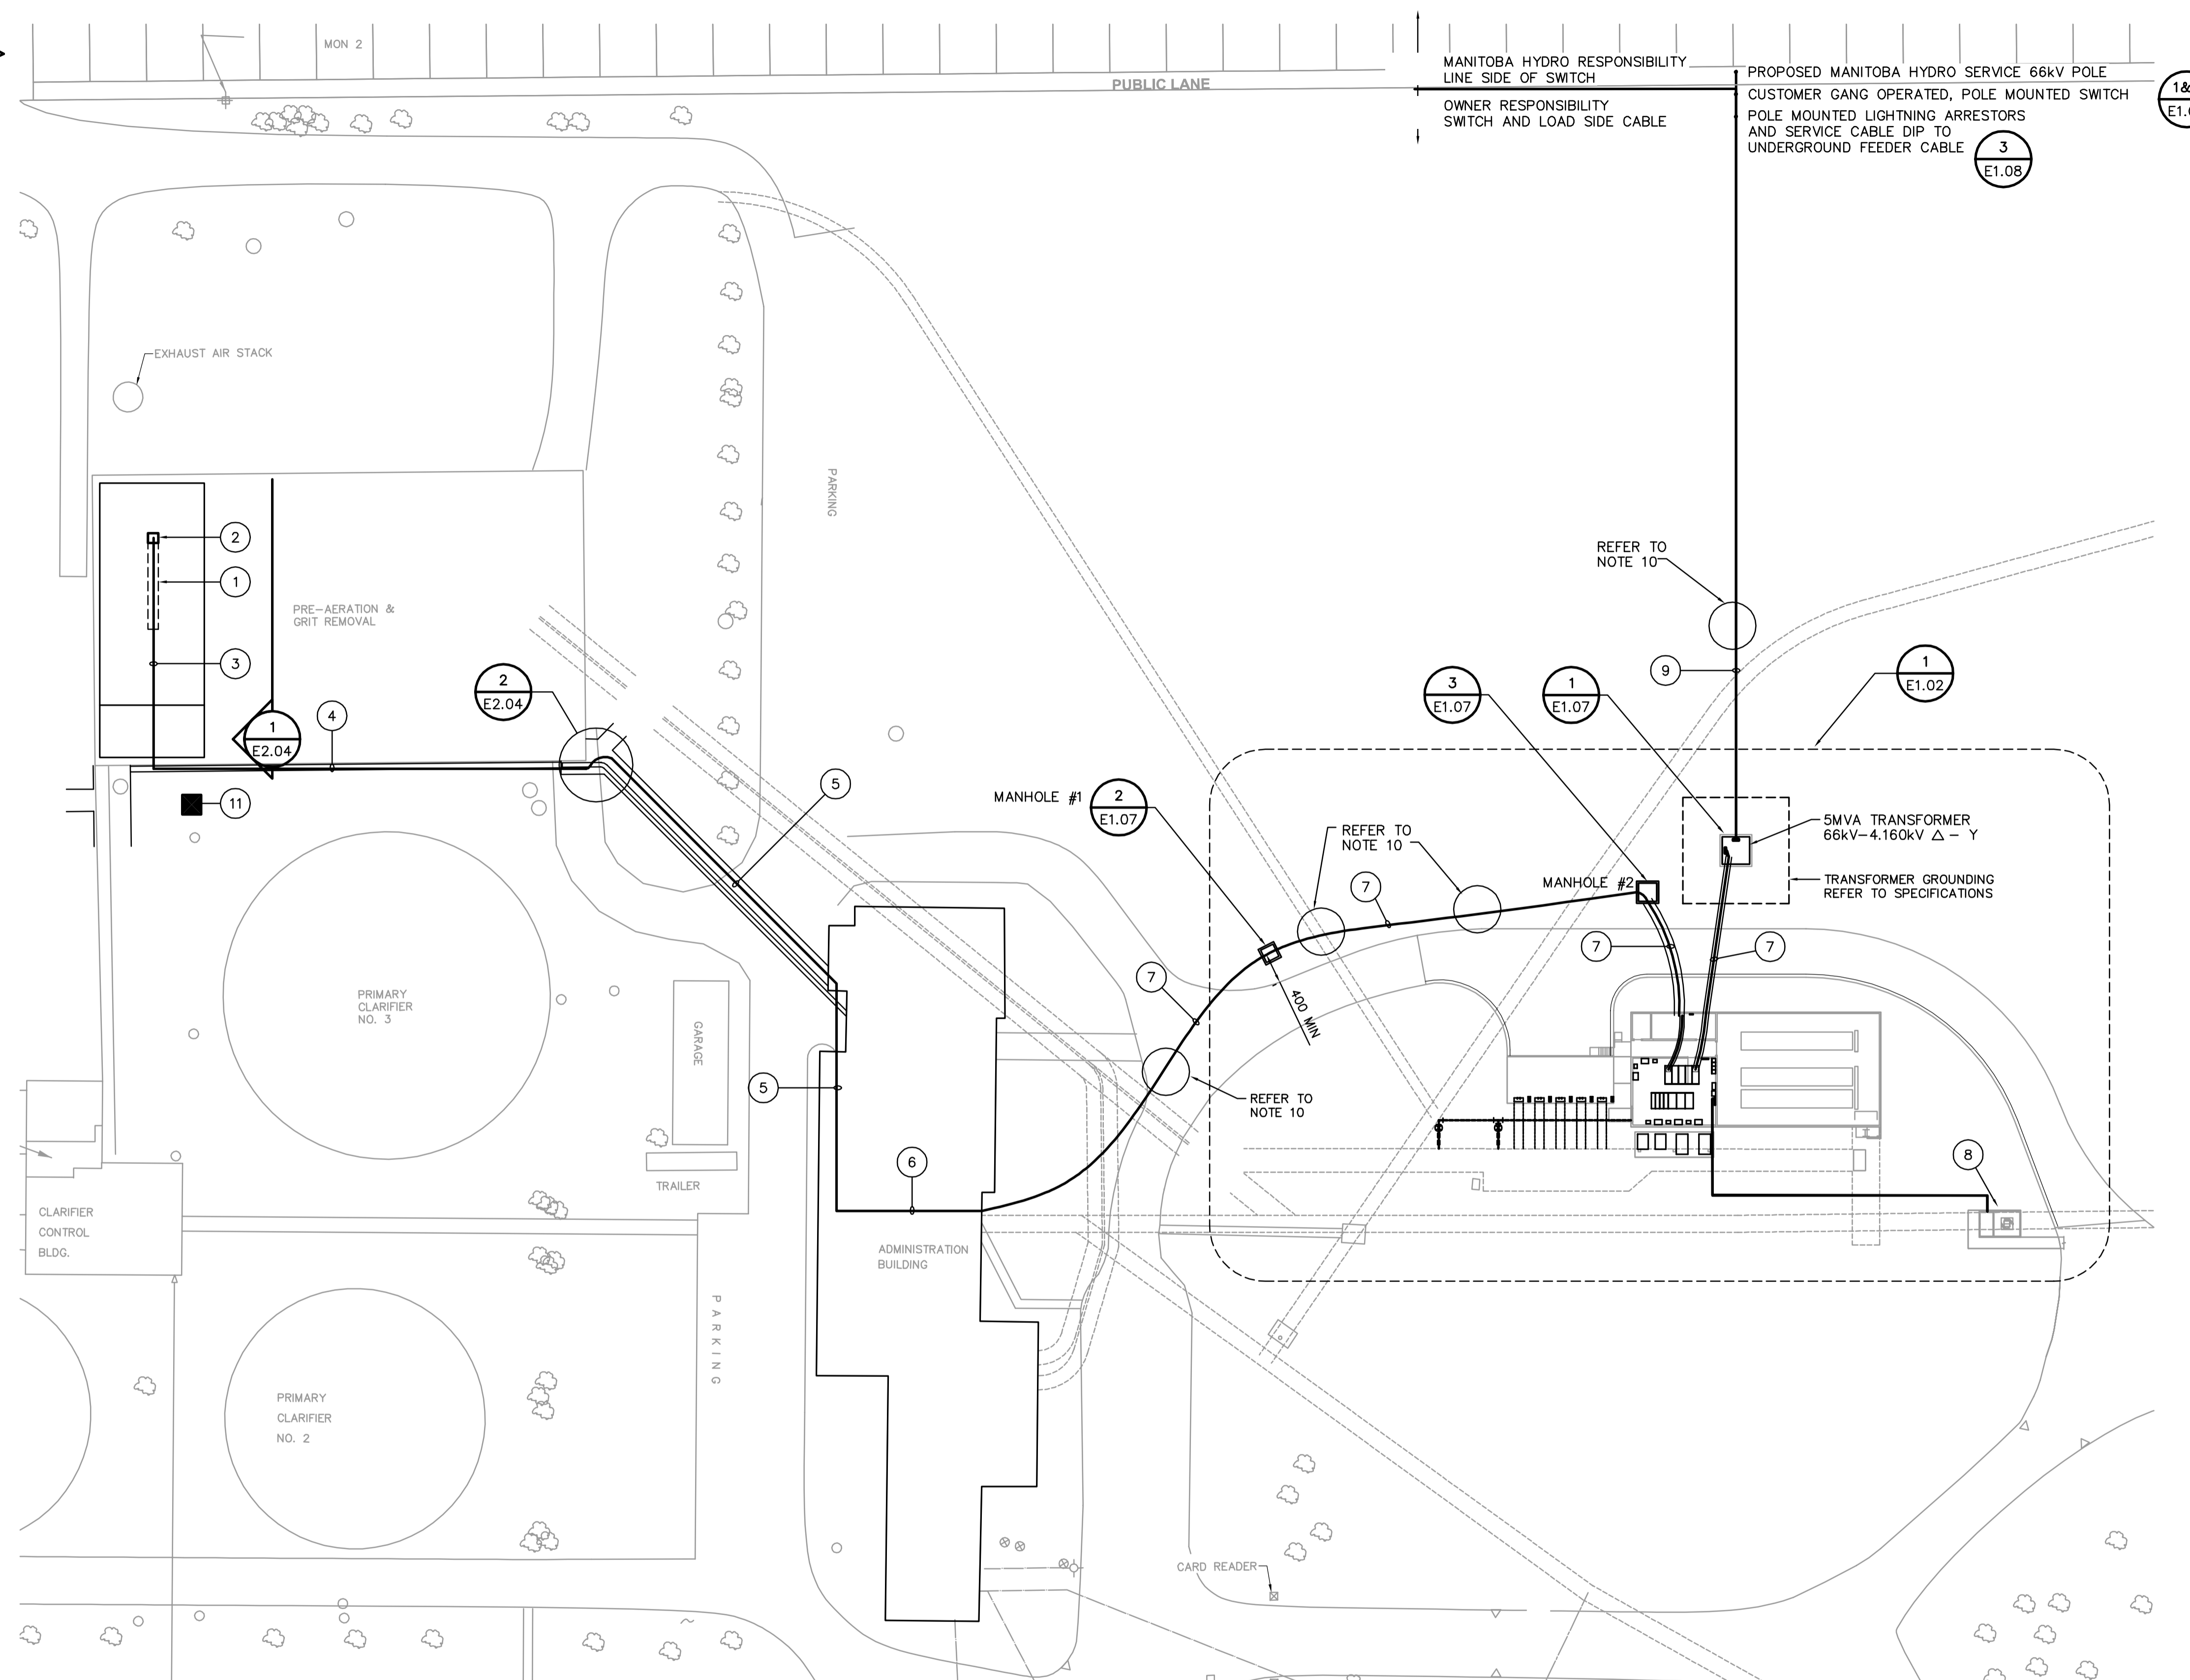 MON 2
PUBLIC LANE
MANITOBA HYDRO RESPONSIBILITY
LINE SIDE OF SWITCH
OWNER RESPONSIBILITY
SWITCH AND LOAD SIDE CABLE
PROPOSED MANITOBA HYDRO SERVICE 66kV POLE
CUSTOMER GANG OPERATED, POLE MOUNTED SWITCH
POLE MOUNTED LIGHTNING ARRESTORS
AND SERVICE CABLE DIP TO
UNDERGROUND FEEDER CABLE
1&
E1.
3
E1.08
EXHAUST AIR STACK
PARKING
2
1
PRE-AERATION &
GRIT REMOVAL
3
REFER TO
NOTE 10
9
2
E2.04
4
1
E2.04
3
E1.07
1
E1.07
1
E1.02
11
5
MANHOLE #1
2
E1.07
REFER TO
NOTE 10
7
MANHOLE #2
5MVA TRANSFORMER
66kV-4.160kV △ - Y
TRANSFORMER GROUNDING
REFER TO SPECIFICATIONS
7
7
7
400 MIN
PRIMARY
CLARIFIER
NO. 3
GARAGE
5
REFER TO
NOTE 10
6
8
TRAILER
CLARIFIER
CONTROL
BLDG.
ADMINISTRATION
BUILDING
PARKING
PRIMARY
CLARIFIER
NO. 2
CARD READER